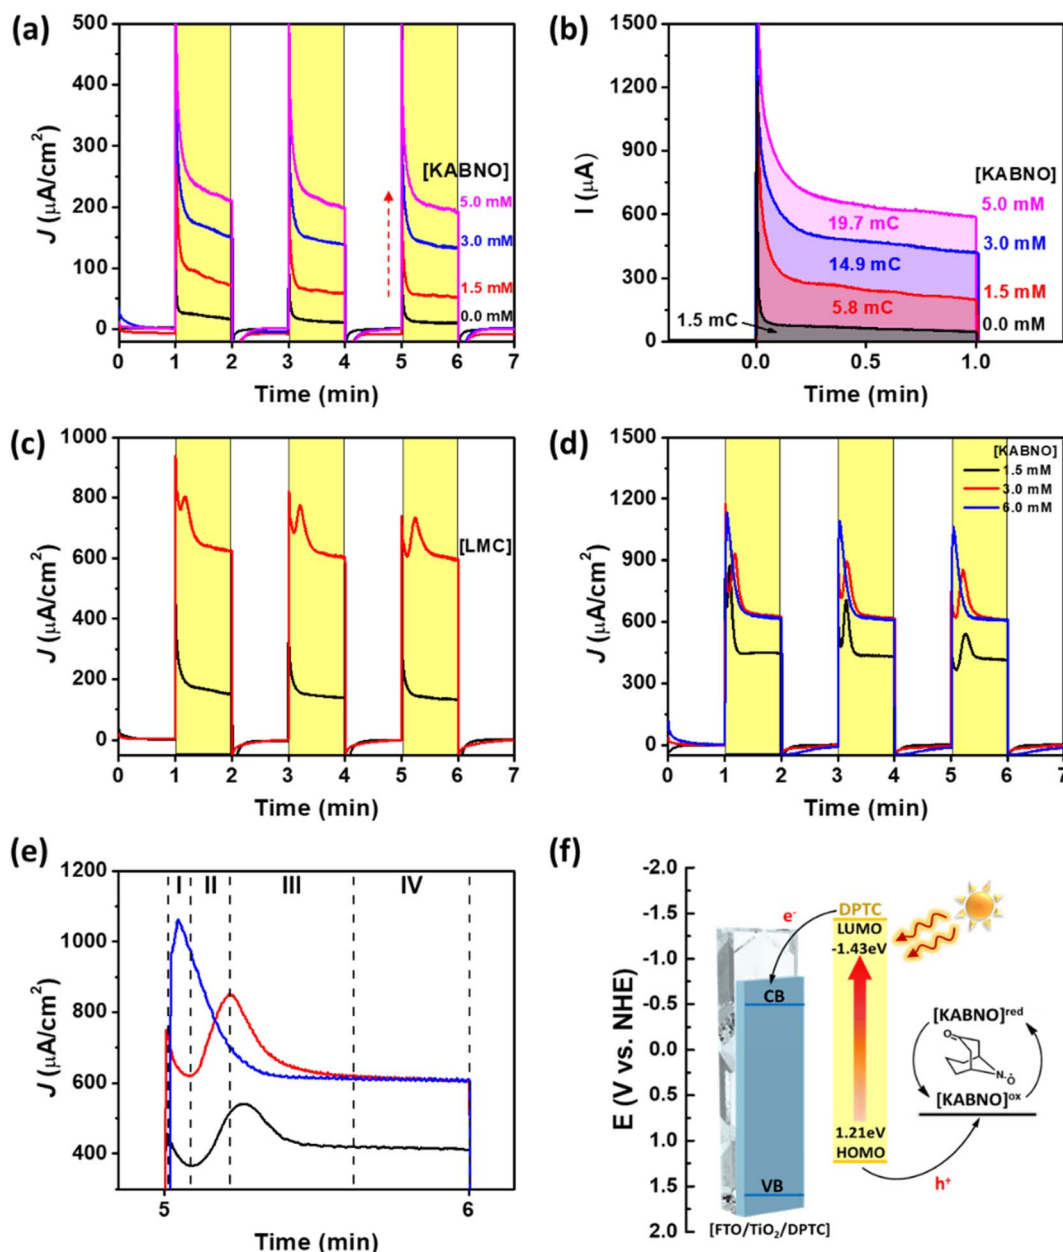 (a)
500
400
300
200
100
0
J (μA/cm²)
[KABNO]
5.0 mM
3.0 mM
1.5 mM
0.0 mM
0 1 2 3 4 5 6 7
Time (min)
(b)
1500
1200
900
600
300
0
I (μA)
[KABNO]
5.0 mM
3.0 mM
1.5 mM
0.0 mM
19.7 mC
14.9 mC
5.8 mC
1.5 mC
0.0 0.5 1.0
Time (min)
(c)
1000
800
600
400
200
0
J (μA/cm²)
[LMC]
0 1 2 3 4 5 6 7
Time (min)
(d)
1500
1200
900
600
300
0
J (μA/cm²)
[KABNO]
1.5 mM
3.0 mM
6.0 mM
0 1 2 3 4 5 6 7
Time (min)
(e)
1200
1000
800
600
400
J (μA/cm²)
I II III IV
5 6
Time (min)
(f)
-2.0
-1.5
-1.0
-0.5
0.0
0.5
1.0
1.5
2.0
E (V vs. NHE)
e⁻
DPTC
LUMO
-1.43eV
CB
[KABNO]ʳᵉᵈ
O
N
O
[KABNO]ᵒˣ
1.21eV
HOMO
VB
h⁺
[FTO/TiO₂/DPTC]